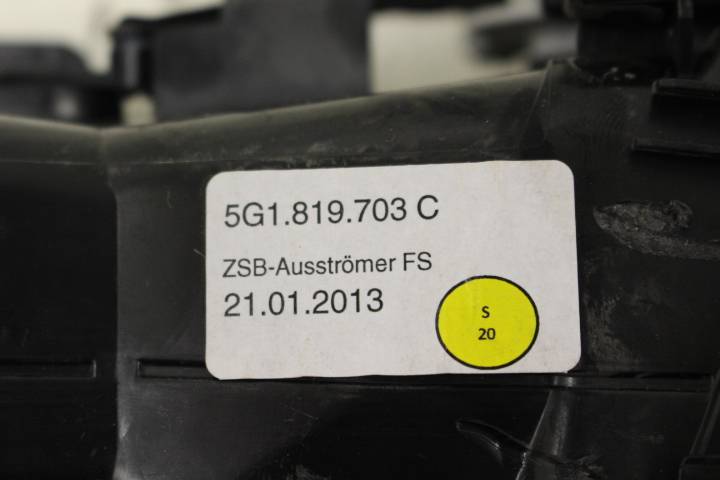 5G1.819.703 C
ZSB-Ausströmer FS
21.01.2013
S
20